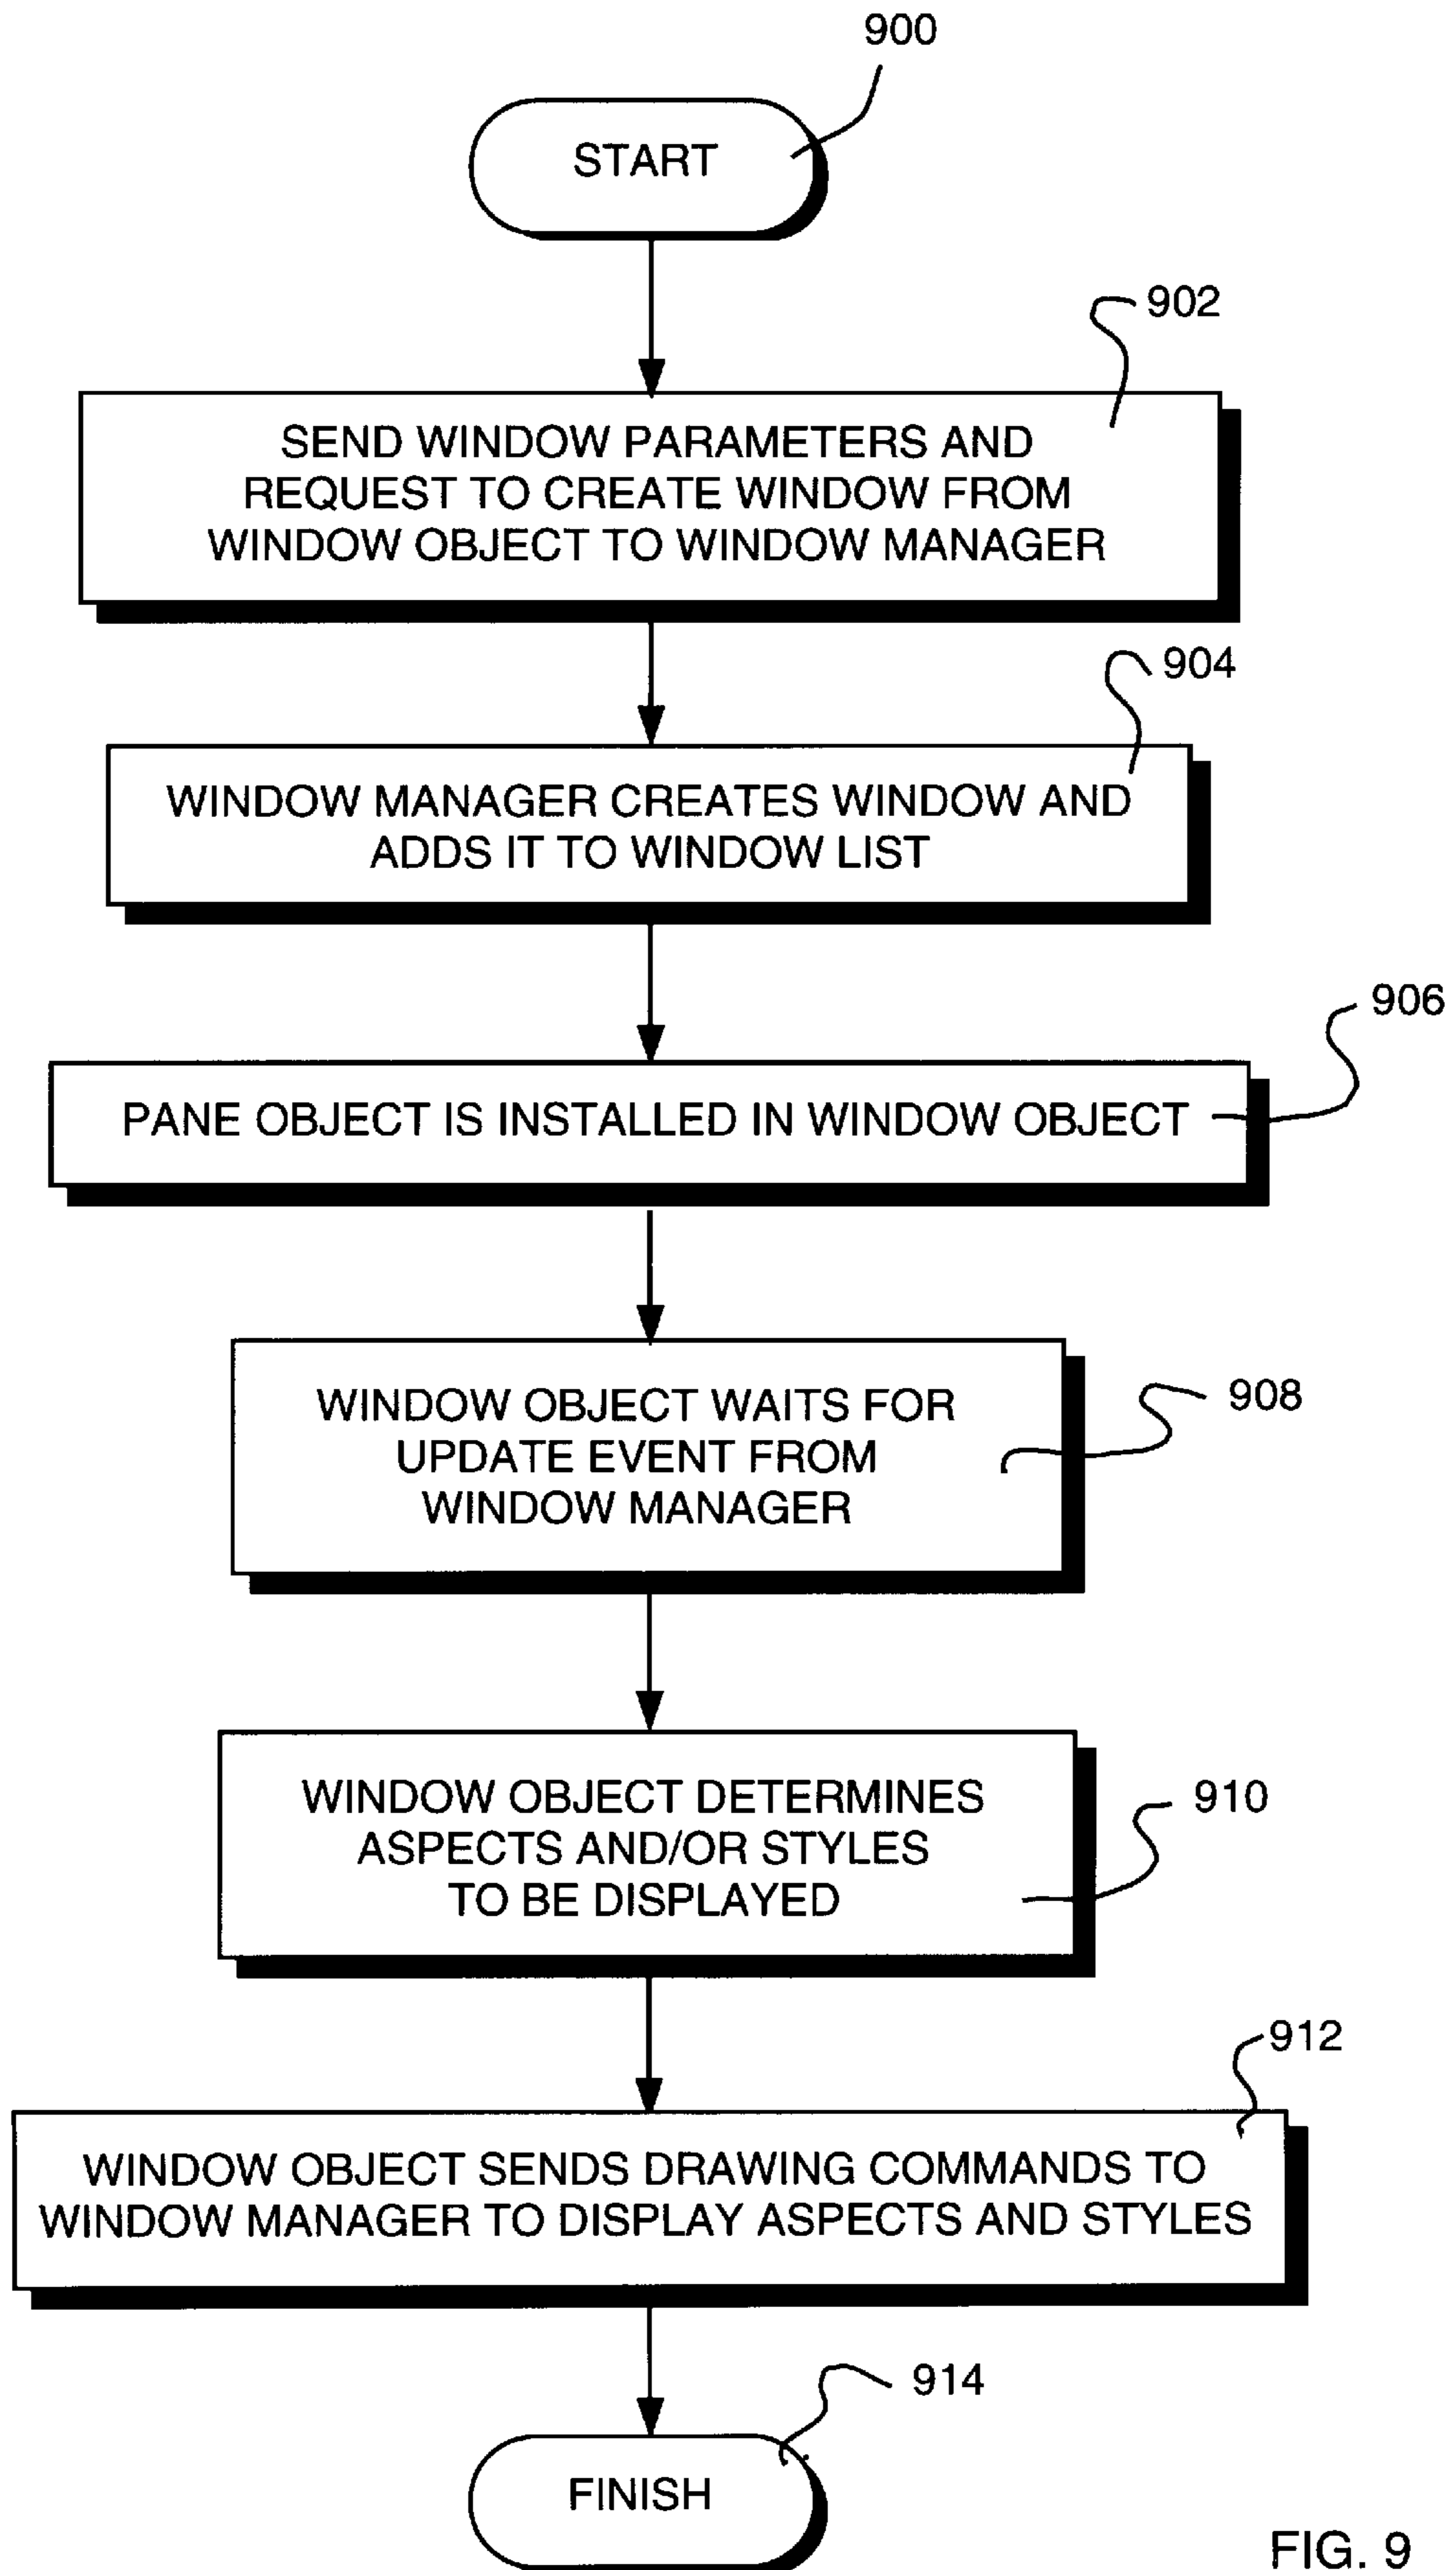 900
START
902
SEND WINDOW PARAMETERS AND
REQUEST TO CREATE WINDOW FROM
WINDOW OBJECT TO WINDOW MANAGER
904
WINDOW MANAGER CREATES WINDOW AND
ADDS IT TO WINDOW LIST
906
PANE OBJECT IS INSTALLED IN WINDOW OBJECT
908
WINDOW OBJECT WAITS FOR
UPDATE EVENT FROM
WINDOW MANAGER
910
WINDOW OBJECT DETERMINES
ASPECTS AND/OR STYLES
TO BE DISPLAYED
912
WINDOW OBJECT SENDS DRAWING COMMANDS TO
WINDOW MANAGER TO DISPLAY ASPECTS AND STYLES
914
FINISH
FIG. 9